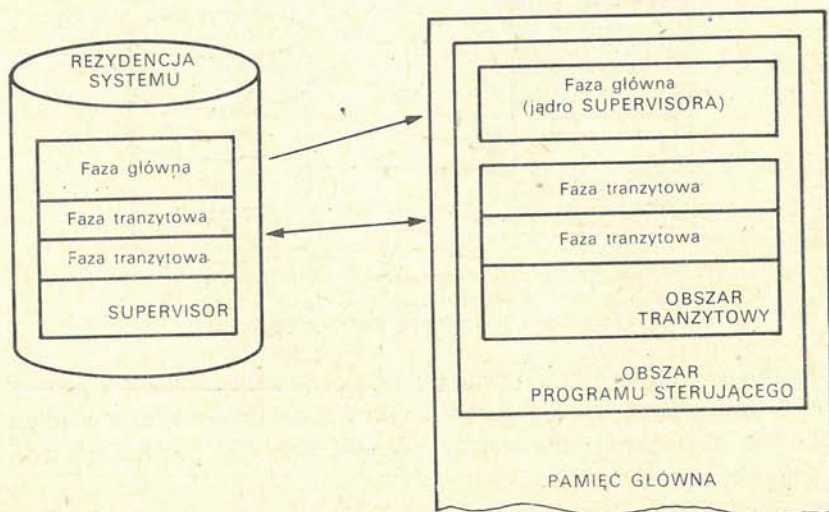 REZYDENCJA
SYSTEMU
Faza główna
Faza tranzytowa
Faza tranzytowa
SUPERVISOR
Faza główna
(jądro SUPERVISORA)
Faza tranzytowa
Faza tranzytowa
OBSZAR
TRANZYTOWY
OBSZAR
PROGRAMU STERUJĄCEGO
PAMIĘĆ GŁÓWNA